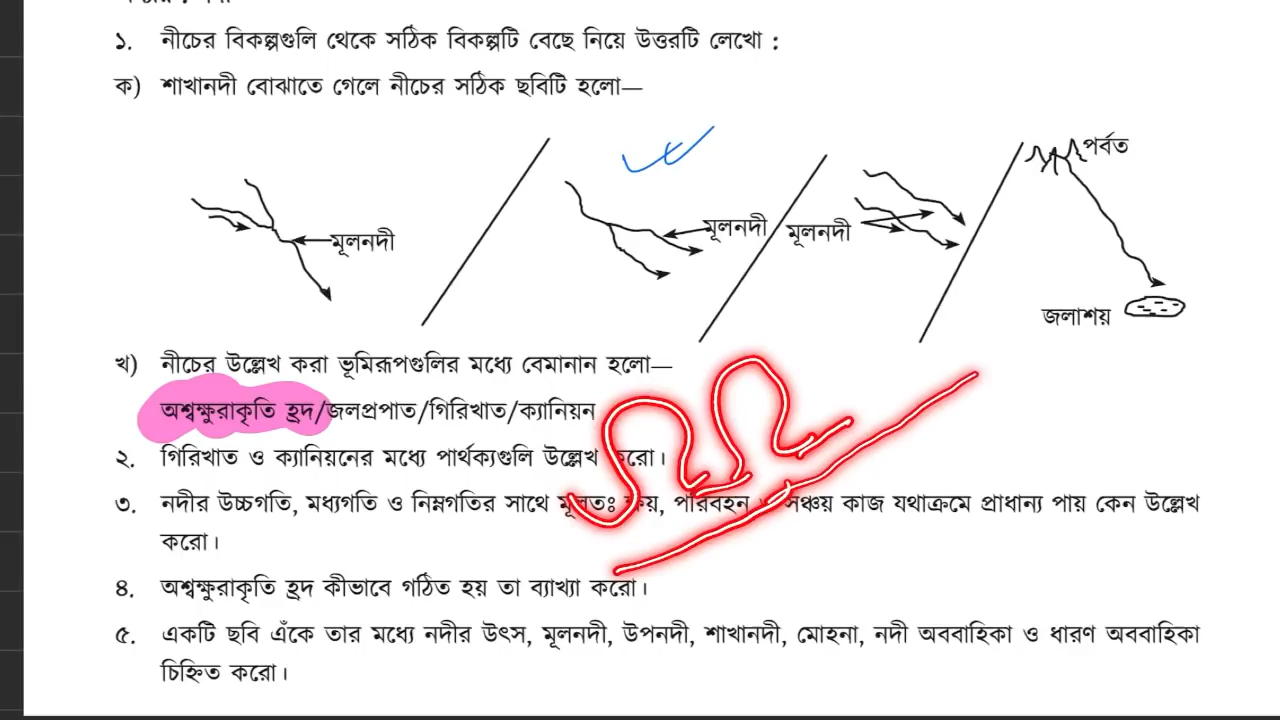 ১. নীচের বিকল্পগুলি থেকে সঠিক বিকল্পটি বেছে নিয়ে উত্তরটি লেখো :
ক) শাখানদী বোঝাতে গেলে নীচের সঠিক ছবিটি হলো—
পর্বত
মূলনদী
মূলনদী
মূলনদী
জলাশয়
খ) নীচের উল্লেখ করা ভূমিরূপগুলির মধ্যে বেমানান হলো—
অশ্বক্ষুরাকৃতি হ্রদ/জলপ্রপাত/গিরিখাত/ক্যানিয়ন
২. গিরিখাত ও ক্যানিয়নের মধ্যে পার্থক্যগুলি উল্লেখ করো।
৩. নদীর উচ্চগতি, মধ্যগতি ও নিম্নগতির সাথে মূলতঃ ক্ষয়, পরিবহন ও সঞ্চয় কাজ যথাক্রমে প্রাধান্য পায় কেন উল্লেখ
করো।
৪. অশ্বক্ষুরাকৃতি হ্রদ কীভাবে গঠিত হয় তা ব্যাখ্যা করো।
৫. একটি ছবি এঁকে তার মধ্যে নদীর উৎস, মূলনদী, উপনদী, শাখানদী, মোহনা, নদী অববাহিকা ও ধারণ অববাহিকা
চিহ্নিত করো।